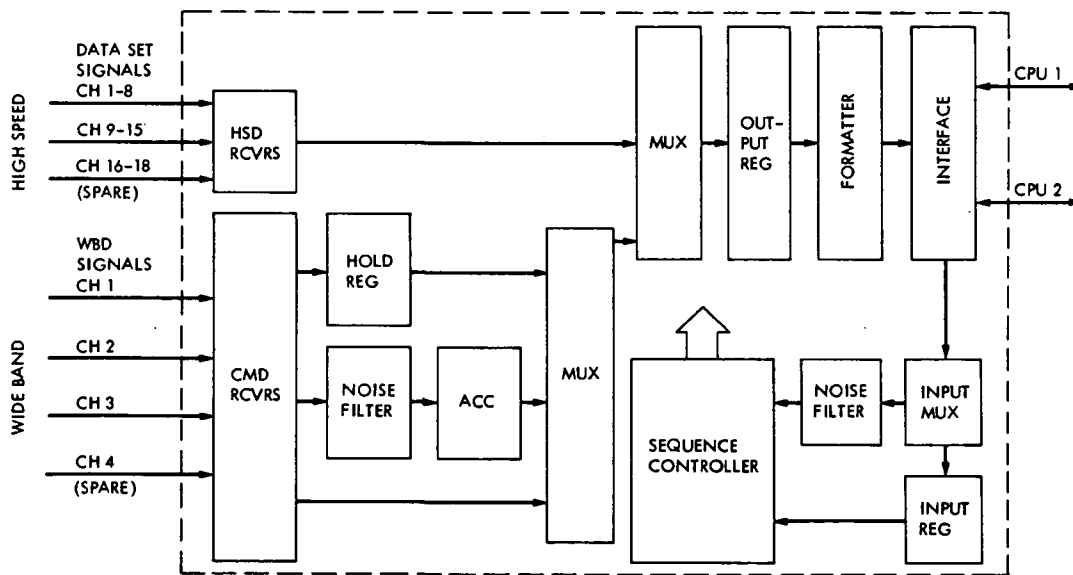 HIGH SPEED
DATA SET
SIGNALS
CH 1-8
CH 9-15
CH 16-18
(SPARE)
HSD
RCVRS
MUX
OUT-
PUT
REG
FORMATTER
INTERFACE
CPU 1
CPU 2
WIDE BAND
WBD
SIGNALS
CH 1
CH 2
CH 3
CH 4
(SPARE)
CMD
RCVRS
HOLD
REG
NOISE
FILTER
ACC
MUX
SEQUENCE
CONTROLLER
NOISE
FILTER
INPUT
MUX
INPUT
REG